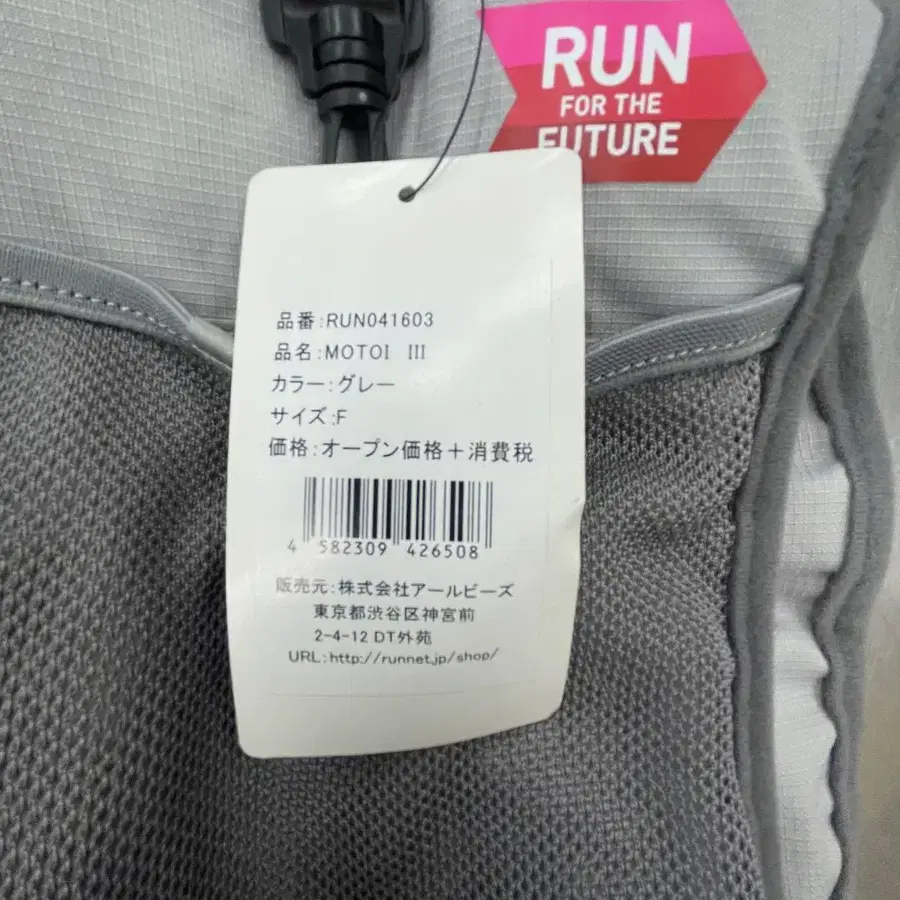 RUN
FOR THE
FUTURE
品番:RUN041603
品名:MOTOI III
カラー:グレー
サイズ:F
価格:オープン価格+消費税
4 582309 426508
販売元:株式会社アールビーズ
東京都渋谷区神宮前
2-4-12 DT外苑
URL:http://runnet.jp/shop/